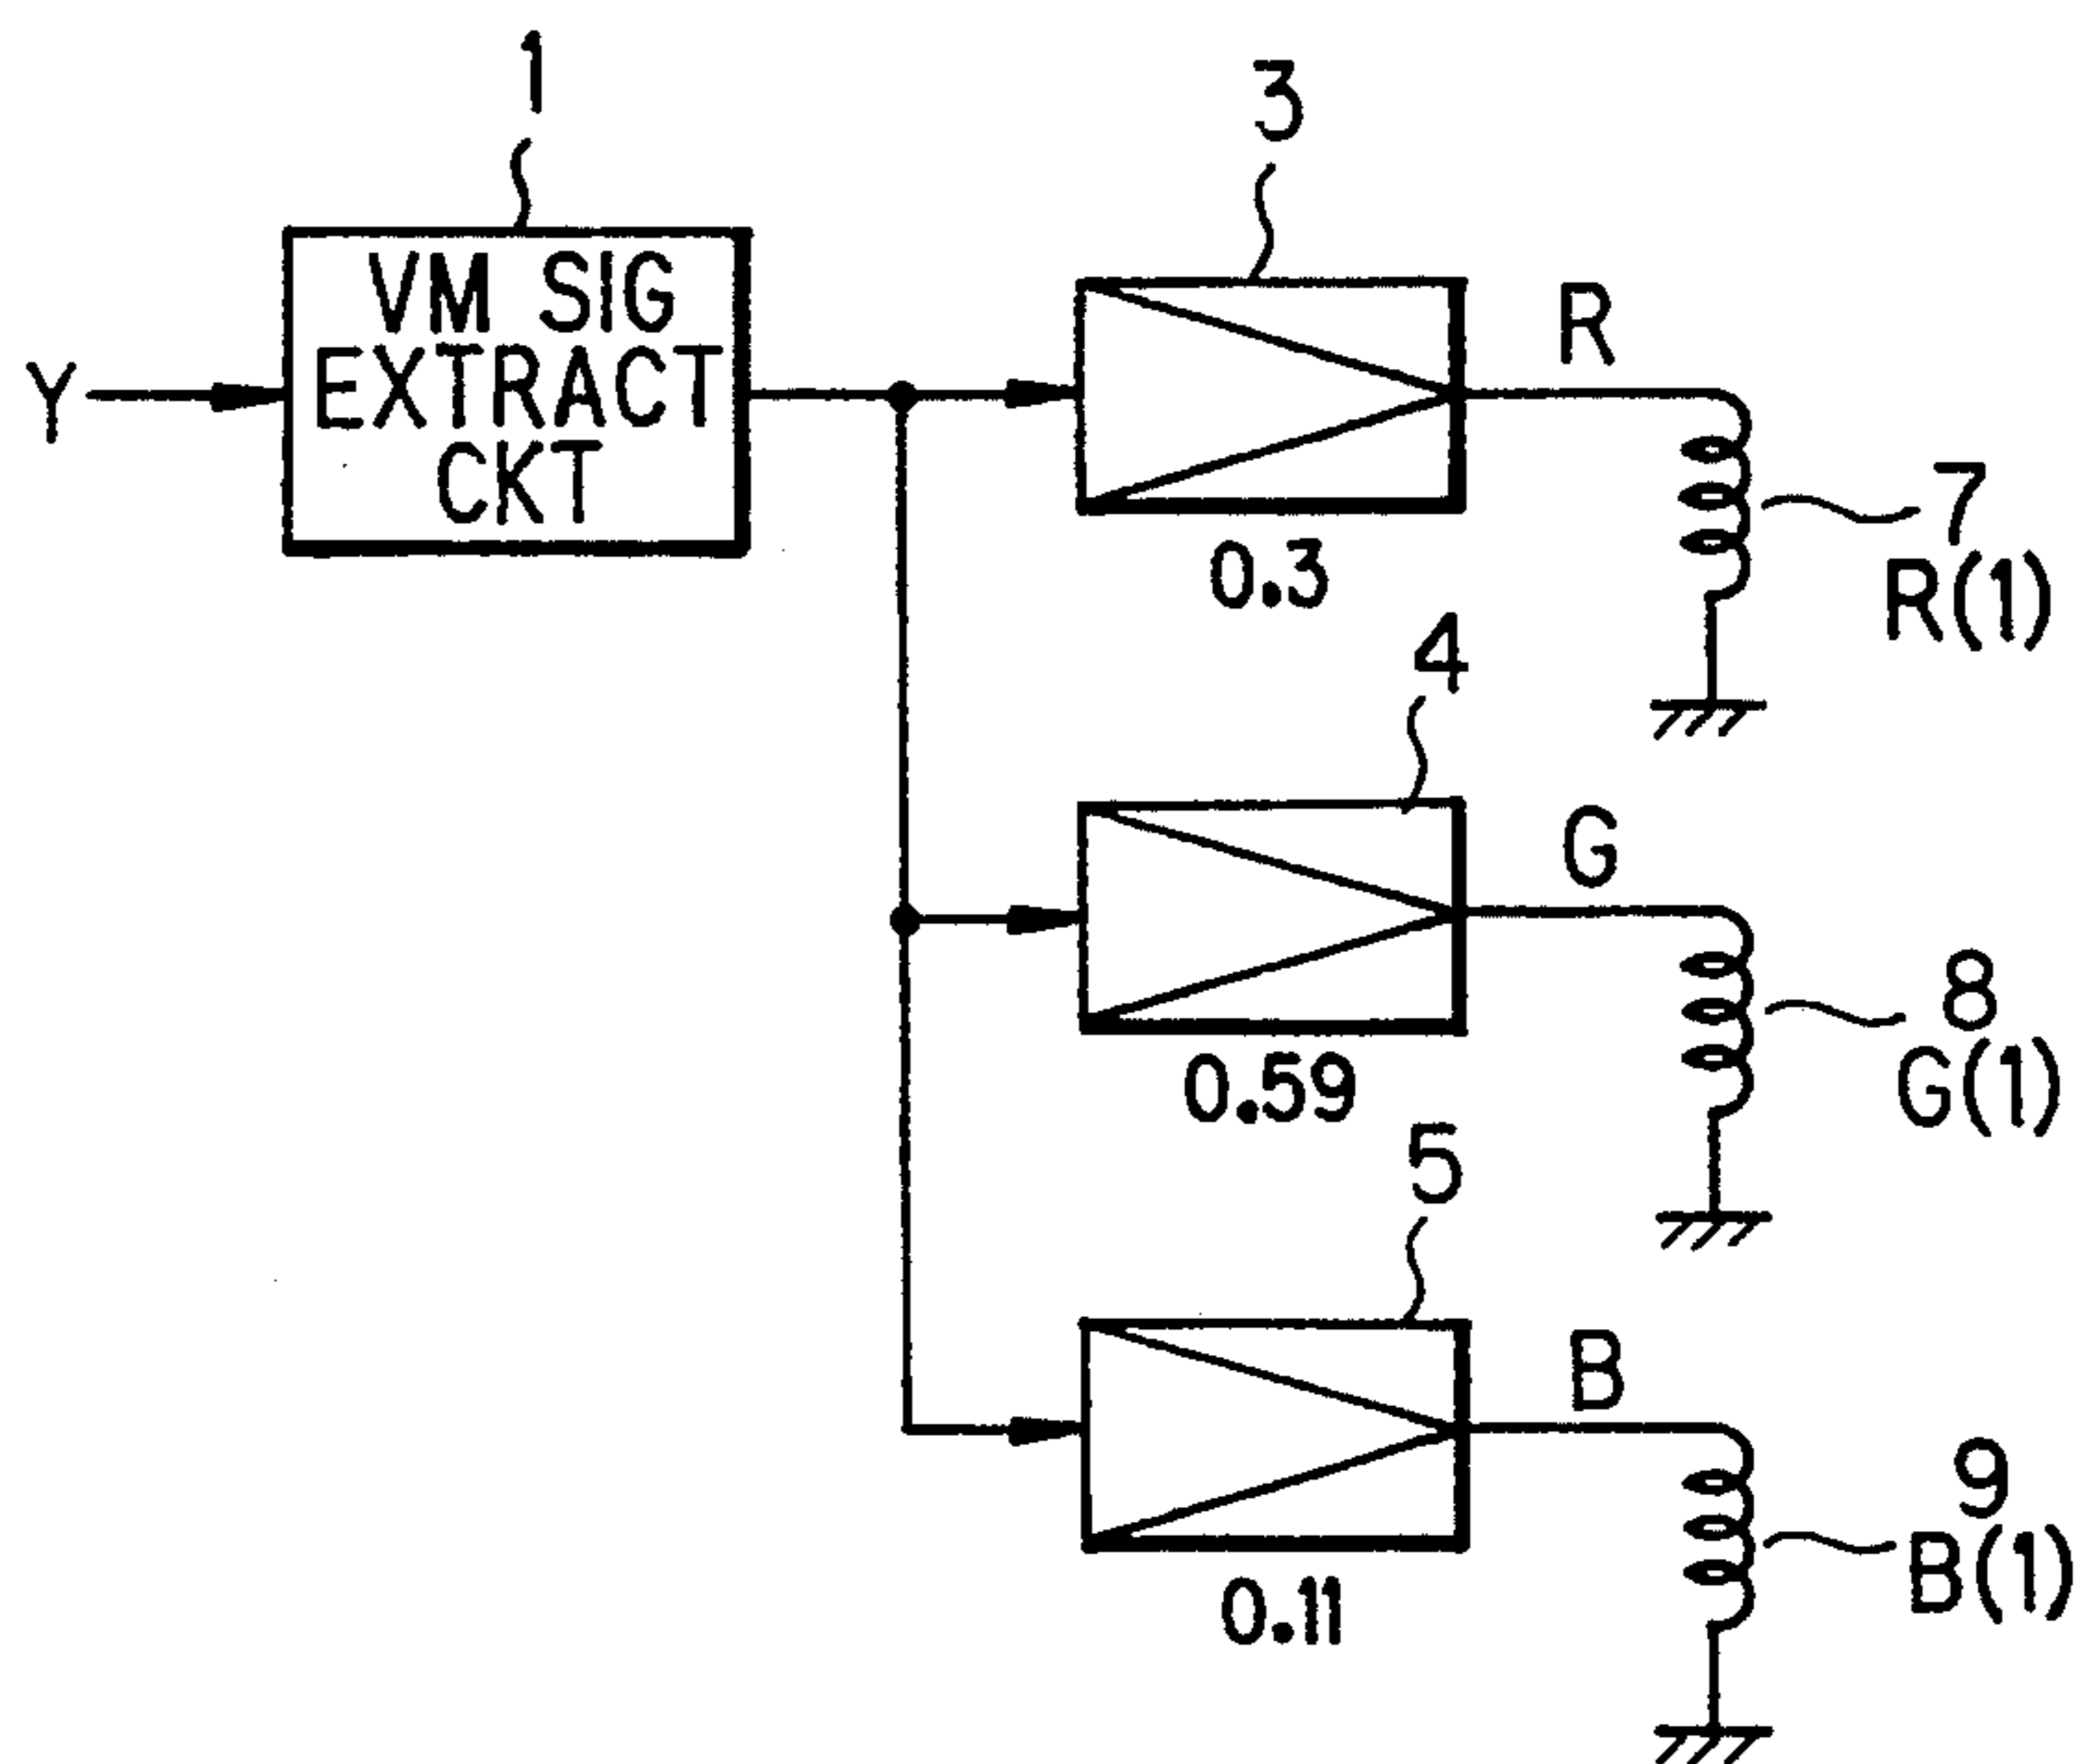 1
3
VM SIG
EXTRACT
CKT
Y
R
0.3
7
R(1)
4
G
0.59
8
G(1)
5
B
0.11
9
B(1)